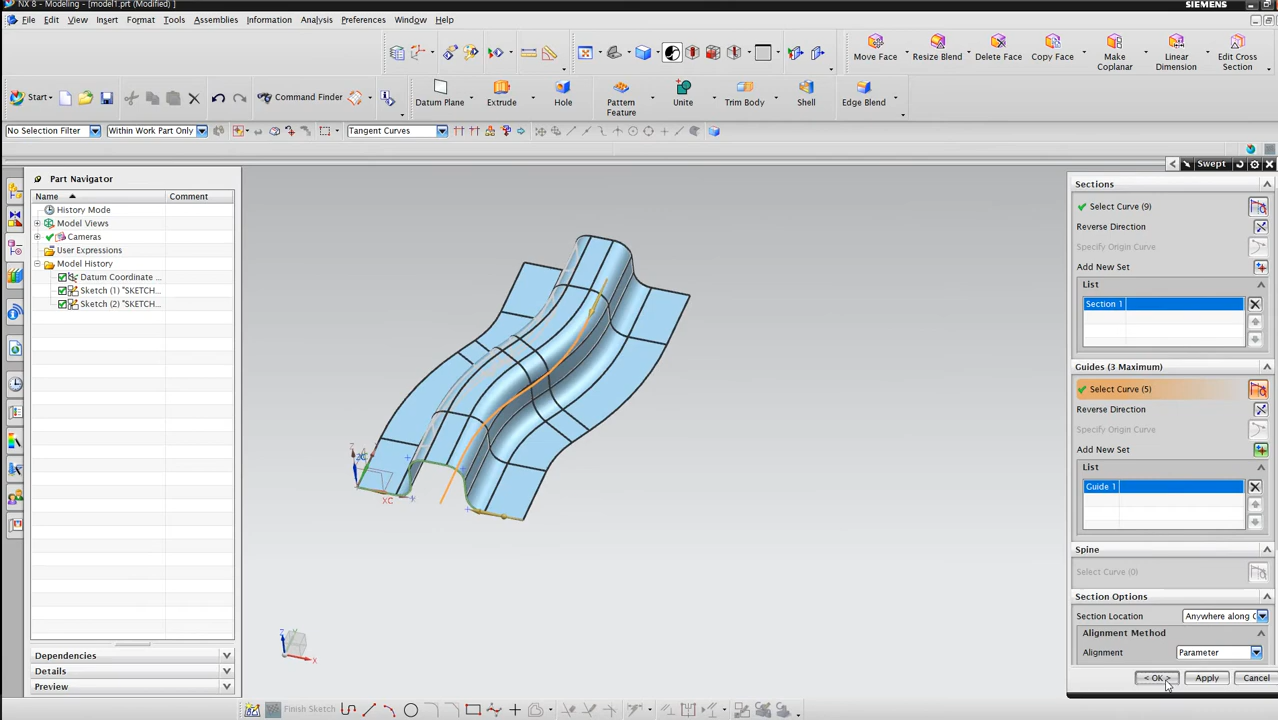 NX 8 - Modeling - [model1.prt (Modified) ]
SIEMENS
File Edit View Insert Format Tools Assemblies Information Analysis Preferences Window Help
Move Face Resize Blend Delete Face Copy Face Make Coplanar Linear Dimension Edit Cross Section
Start Command Finder Datum Plane Extrude Hole Pattern Feature Unite Trim Body Shell Edge Blend
No Selection Filter Within Work Part Only Tangent Curves
Part Navigator
Name Comment
History Mode
Model Views
Cameras
User Expressions
Model History
Datum Coordinate ...
Sketch (1) "SKETCH...
Sketch (2) "SKETCH...
Dependencies
Details
Preview
XC
X
Swept
Sections
Select Curve (9)
Reverse Direction
Specify Origin Curve
Add New Set
List
Section 1
Guides (3 Maximum)
Select Curve (5)
Reverse Direction
Specify Origin Curve
Add New Set
List
Guide 1
Spine
Select Curve (0)
Section Options
Section Location Anywhere along G
Alignment Method
Alignment Parameter
< OK > Apply Cancel
Finish Sketch